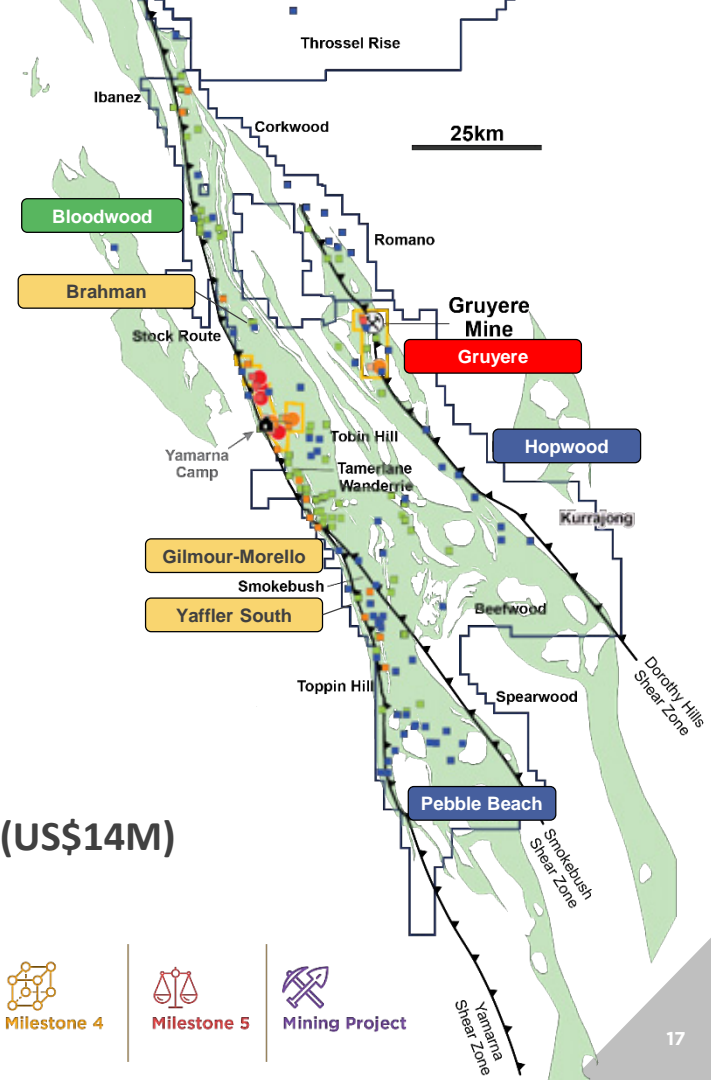 Throssel Rise
Ibanez
Corkwood
25km
Bloodwood
Romano
Brahman
Gruyere
Mine
Stock Route
Gruyere
Tobin Hill
Hopwood
Yamarna
Camp
Tamerlane
Wanderrie
Kurrajong
Gilmour-Morello
Smokebush
Yaffler South
Beefwood
Toppin Hill
Spearwood
Dorothy Hills
Shear Zone
Pebble Beach
(US$14M)
Smokebush
Shear Zone
Milestone 4
Milestone 5
Mining Project
Yamarna
Shear Zone
17